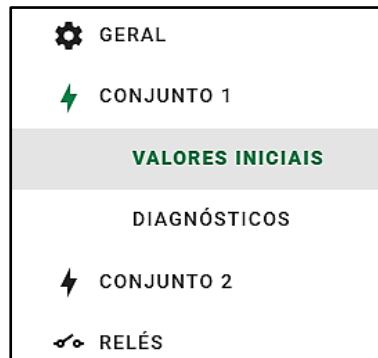 GERAL
CONJUNTO 1
VALORES INICIAIS
DIAGNÓSTICOS
CONJUNTO 2
RELÉS